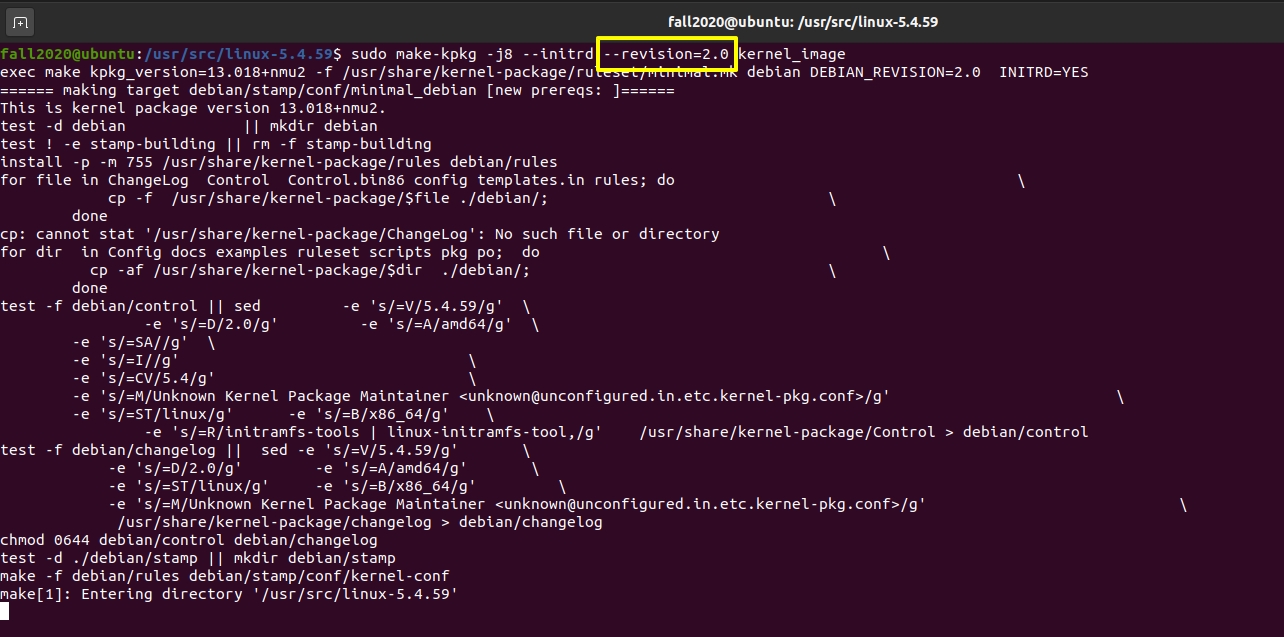 fall2020@ubuntu: /usr/src/linux-5.4.59
fall2020@ubuntu:/usr/src/linux-5.4.59$ sudo make-kpkg -j8 --initrd --revision=2.0 kernel_image
exec make kpkg_version=13.018+nmu2 -f /usr/share/kernel-package/ruleset/minimal.mk debian DEBIAN_REVISION=2.0  INITRD=YES
====== making target debian/stamp/conf/minimal_debian [new prereqs: ]======
This is kernel package version 13.018+nmu2.
test -d debian             || mkdir debian
test ! -e stamp-building || rm -f stamp-building
install -p -m 755 /usr/share/kernel-package/rules debian/rules
for file in ChangeLog  Control  Control.bin86 config templates.in rules; do                                      \
            cp -f  /usr/share/kernel-package/$file ./debian/;                               \
        done
cp: cannot stat '/usr/share/kernel-package/ChangeLog': No such file or directory
for dir  in Config docs examples ruleset scripts pkg po;  do                                      \
          cp -af /usr/share/kernel-package/$dir  ./debian/;                                 \
        done
test -f debian/control || sed         -e 's/=V/5.4.59/g'  \
                -e 's/=D/2.0/g'         -e 's/=A/amd64/g'  \
        -e 's/=SA//g'  \
        -e 's/=I//g'                                \
        -e 's/=CV/5.4/g'                            \
        -e 's/=M/Unknown Kernel Package Maintainer <unknown@unconfigured.in.etc.kernel-pkg.conf>/g'                         \
        -e 's/=ST/linux/g'      -e 's/=B/x86_64/g'    \
                -e 's/=R/initramfs-tools | linux-initramfs-tool,/g'    /usr/share/kernel-package/Control > debian/control
test -f debian/changelog ||  sed -e 's/=V/5.4.59/g'       \
            -e 's/=D/2.0/g'        -e 's/=A/amd64/g'       \
            -e 's/=ST/linux/g'     -e 's/=B/x86_64/g'         \
            -e 's/=M/Unknown Kernel Package Maintainer <unknown@unconfigured.in.etc.kernel-pkg.conf>/g'                            \
             /usr/share/kernel-package/changelog > debian/changelog
chmod 0644 debian/control debian/changelog
test -d ./debian/stamp || mkdir debian/stamp
make -f debian/rules debian/stamp/conf/kernel-conf
make[1]: Entering directory '/usr/src/linux-5.4.59'